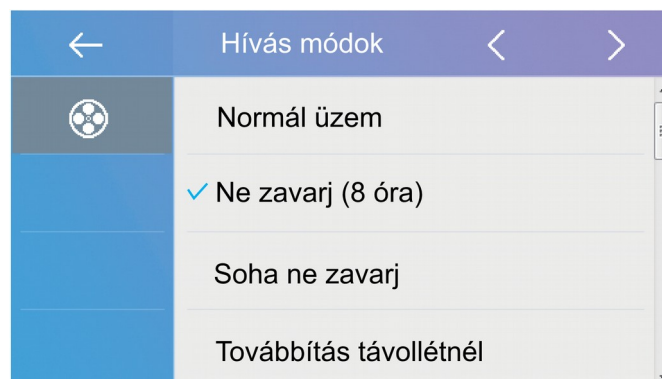 Hívás módok
Normál üzem
Ne zavarj (8 óra)
Soha ne zavarj
Továbbítás távollétnél